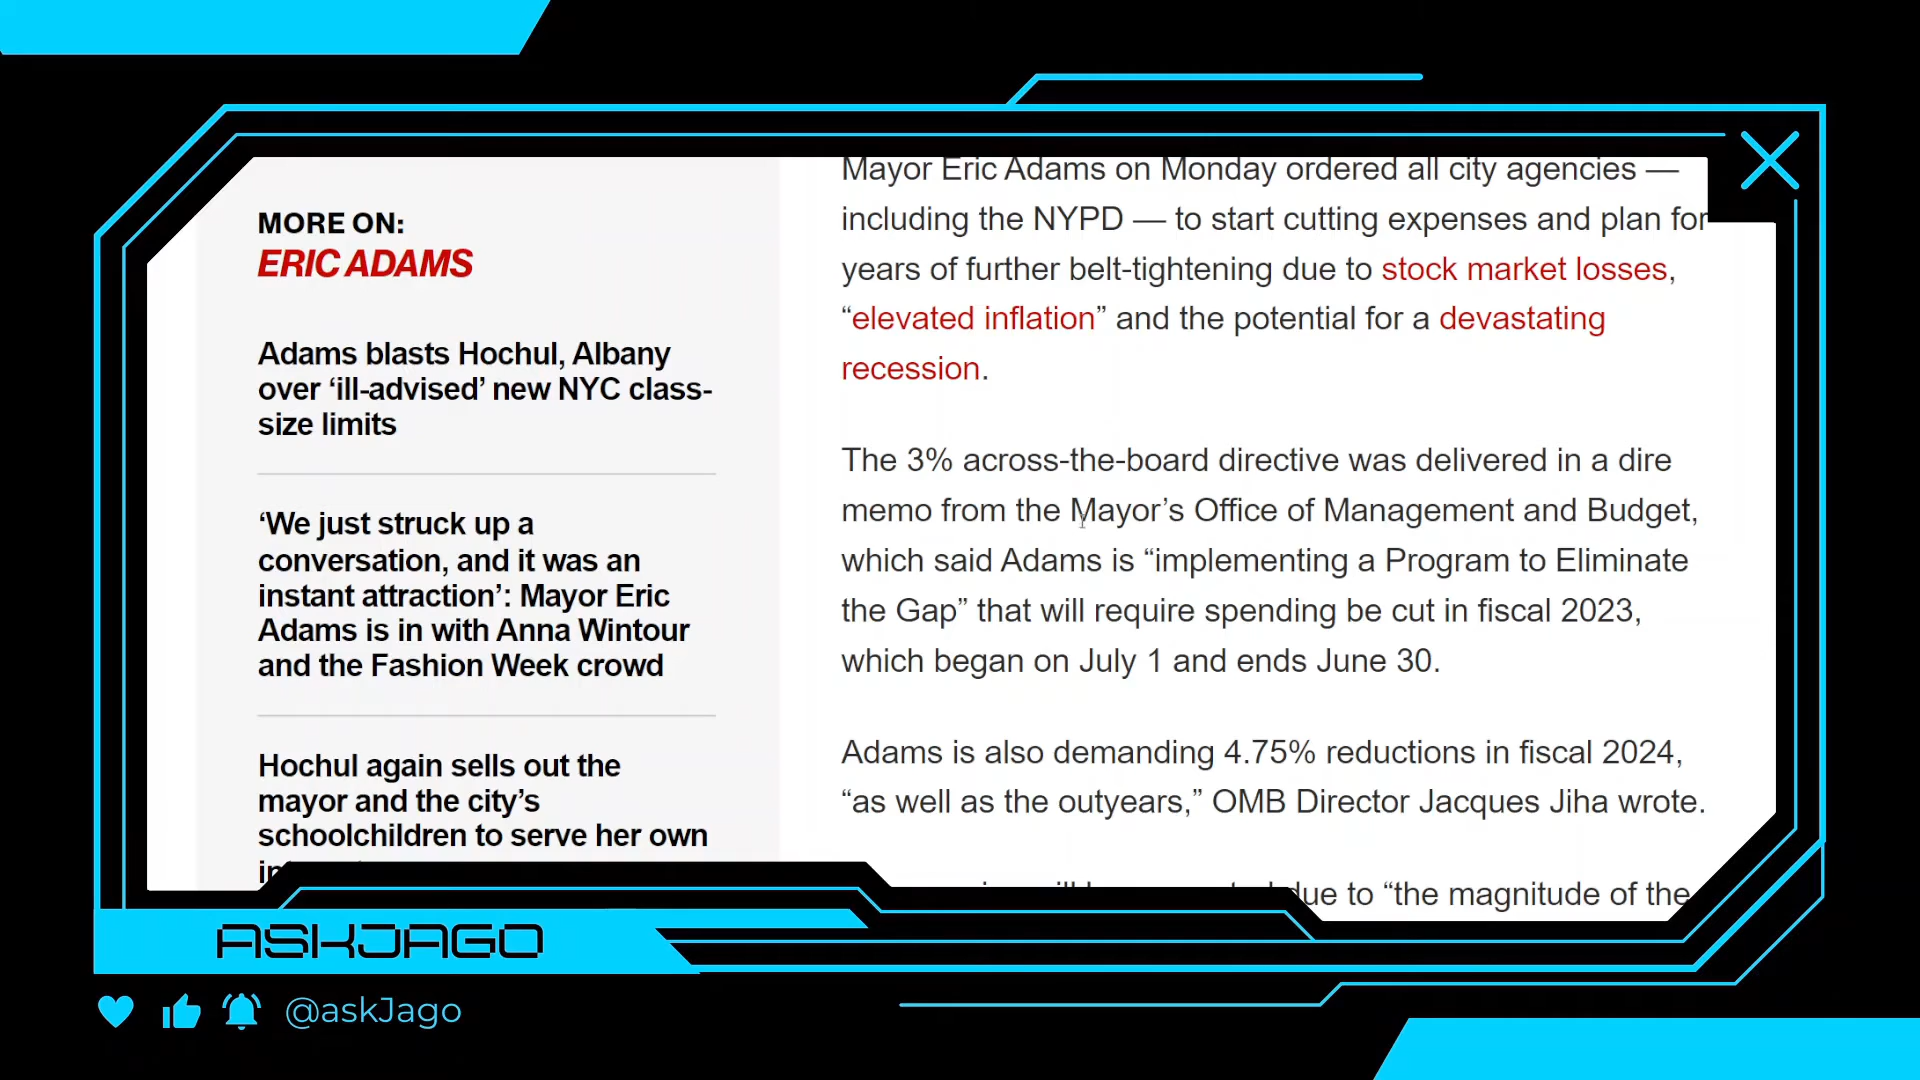 MORE ON:
ERIC ADAMS
Adams blasts Hochul, Albany
over ‘ill-advised’ new NYC class-
size limits
‘We just struck up a
conversation, and it was an
instant attraction’: Mayor Eric
Adams is in with Anna Wintour
and the Fashion Week crowd
Hochul again sells out the
mayor and the city’s
schoolchildren to serve her own
Mayor Eric Adams on Monday ordered all city agencies —
including the NYPD — to start cutting expenses and plan for
years of further belt-tightening due to stock market losses,
“elevated inflation” and the potential for a devastating
recession.
The 3% across-the-board directive was delivered in a dire
memo from the Mayor’s Office of Management and Budget,
which said Adams is “implementing a Program to Eliminate
the Gap” that will require spending be cut in fiscal 2023,
which began on July 1 and ends June 30.
Adams is also demanding 4.75% reductions in fiscal 2024,
“as well as the outyears,” OMB Director Jacques Jiha wrote.
due to “the magnitude of the
ASKJAGO
@askJago